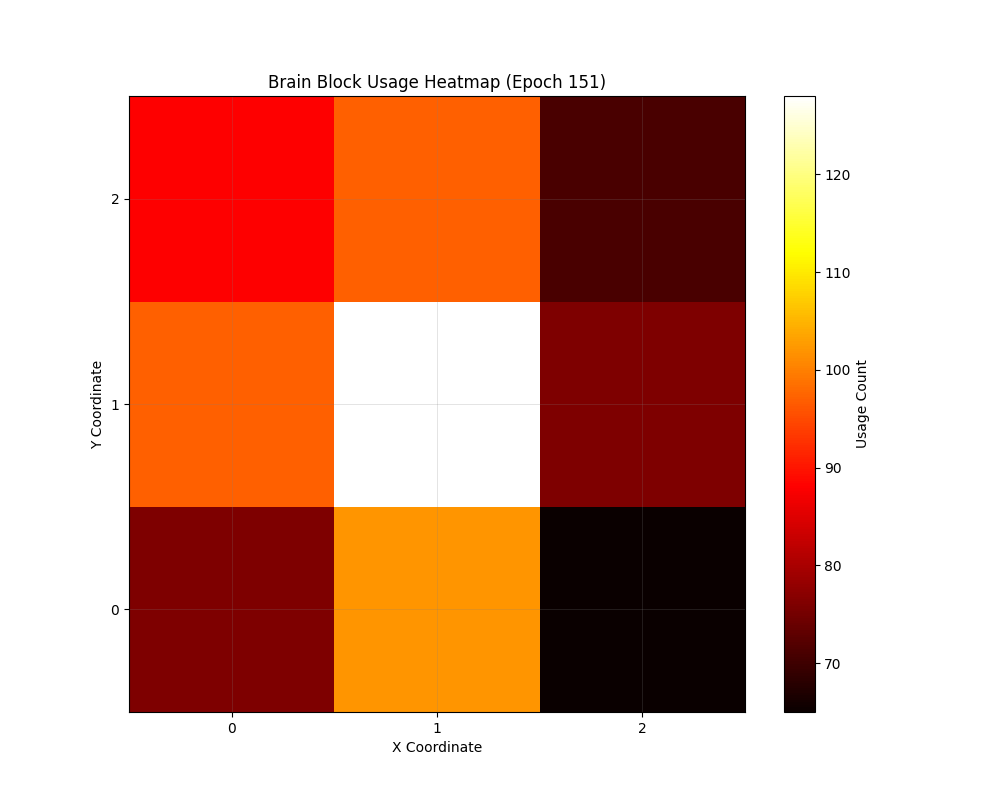 Brain Block Usage Heatmap (Epoch 151)
2
1
0
Y Coordinate
0 1 2
X Coordinate
120
110
100
90
80
70
Usage Count